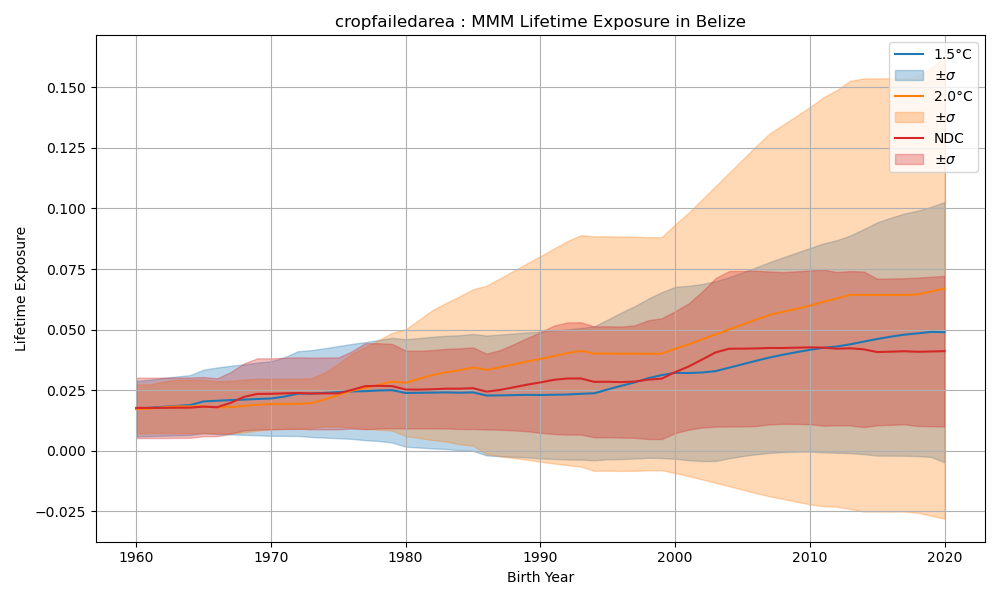 cropfailedarea : MMM Lifetime Exposure in Belize
1.5°C
±σ
2.0°C
±σ
NDC
±σ
Lifetime Exposure
0.150
0.125
0.100
0.075
0.050
0.025
0.000
−0.025
1960 1970 1980 1990 2000 2010 2020
Birth Year